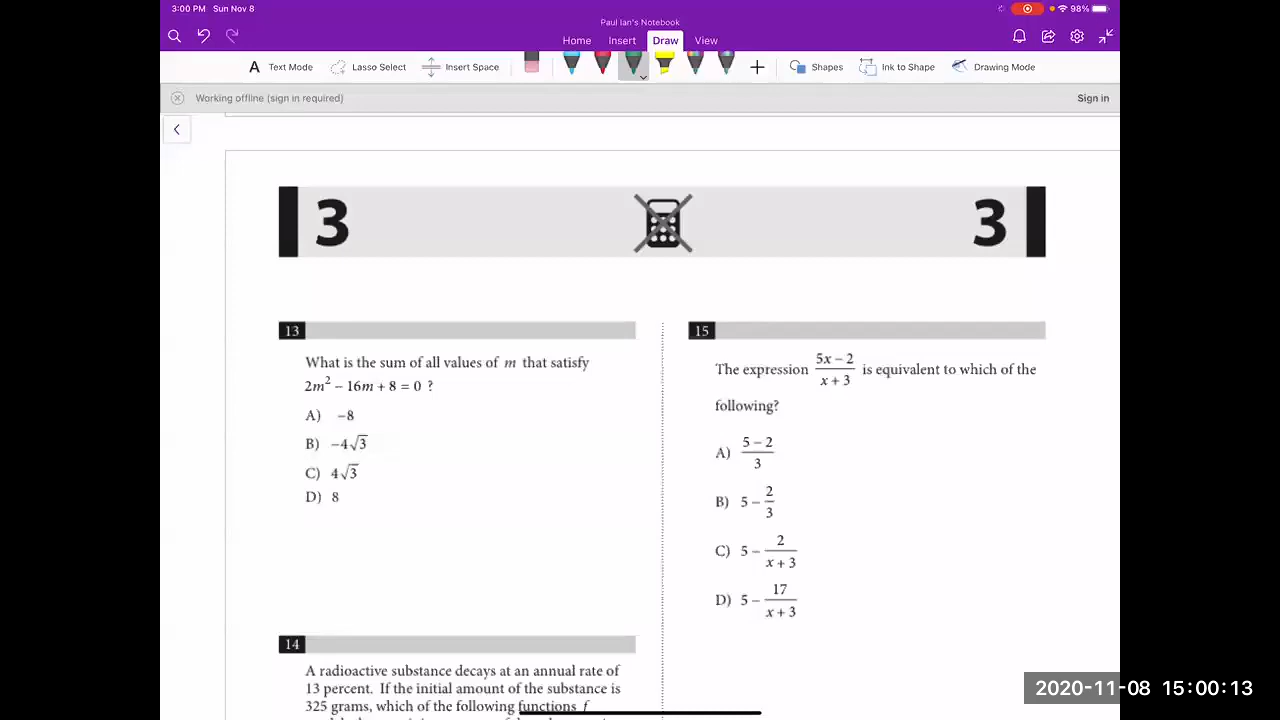 3:00 PM Sun Nov 8
98%
Paul Ian's Notebook
Home Insert Draw View
A Text Mode Lasso Select Insert Space Shapes Ink to Shape Drawing Mode
Working offline (sign in required) Sign in
3 3
13
What is the sum of all values of m that satisfy
2m² − 16m + 8 = 0 ?
A) −8
B) −4√3
C) 4√3
D) 8
14
A radioactive substance decays at an annual rate of
13 percent. If the initial amount of the substance is
325 grams, which of the following functions f
15
The expression (5x − 2)/(x + 3) is equivalent to which of the
following?
A) (5 − 2)/3
B) 5 − 2/3
C) 5 − 2/(x + 3)
D) 5 − 17/(x + 3)
2020-11-08 15:00:13